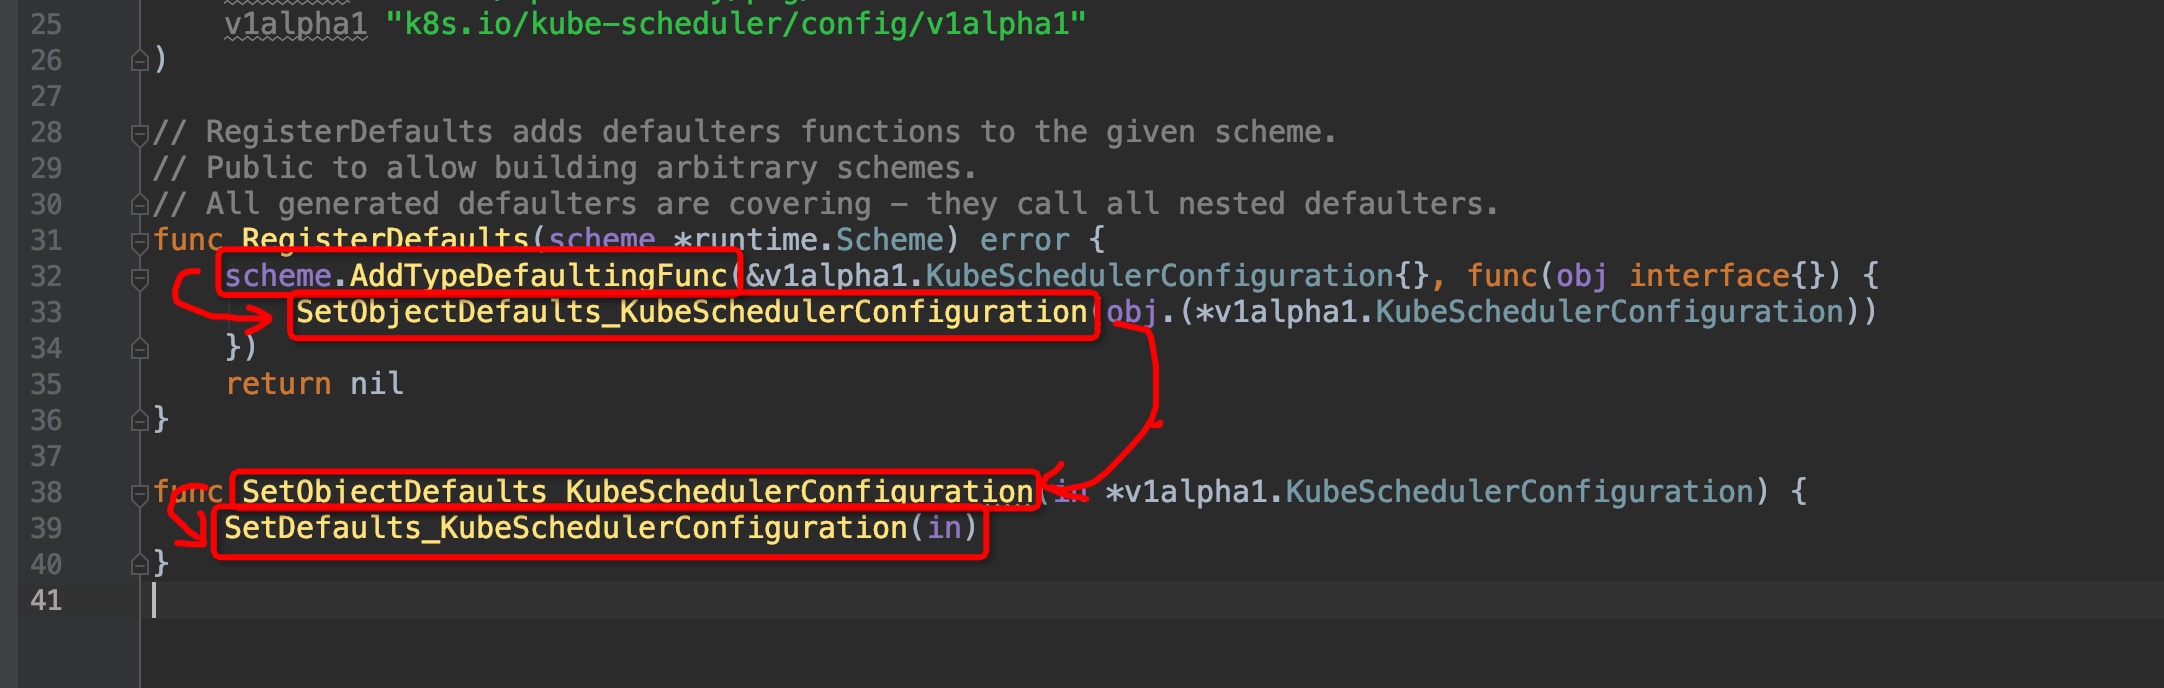 25 v1alpha1 "k8s.io/kube-scheduler/config/v1alpha1"
26 )
27
28 // RegisterDefaults adds defaulters functions to the given scheme.
29 // Public to allow building arbitrary schemes.
30 // All generated defaulters are covering - they call all nested defaulters.
31 func RegisterDefaults(scheme *runtime.Scheme) error {
32 scheme.AddTypeDefaultingFunc(&v1alpha1.KubeSchedulerConfiguration{}, func(obj interface{}) {
33 SetObjectDefaults_KubeSchedulerConfiguration(obj.(*v1alpha1.KubeSchedulerConfiguration))
34 })
35 return nil
36 }
37
38 func SetObjectDefaults_KubeSchedulerConfiguration(in *v1alpha1.KubeSchedulerConfiguration) {
39 SetDefaults_KubeSchedulerConfiguration(in)
40 }
41